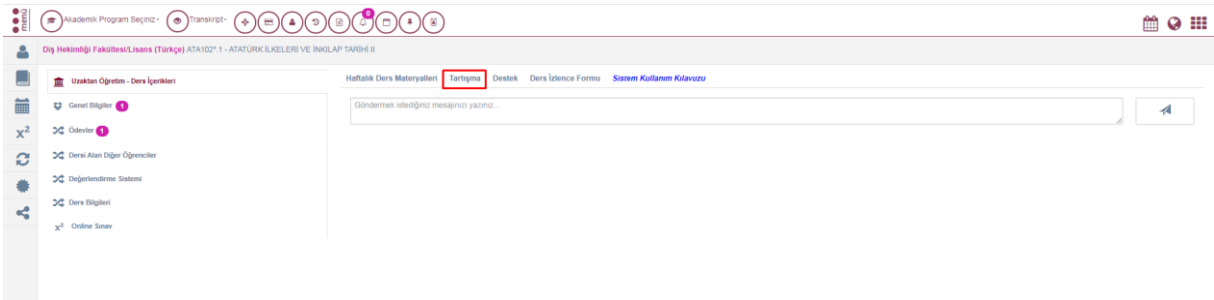 menü
Akademik Program Seçiniz-
Transkript-
0
Diş Hekimliği Fakültesi/Lisans (Türkçe) ATA102*.1 - ATATÜRK İLKELERİ VE İNKILAP TARİHİ II
Uzaktan Öğretim - Ders İçerikleri
Genel Bilgiler 1
Ödevler 1
Dersi Alan Diğer Öğrenciler
Değerlendirme Sistemi
Ders Bilgileri
x² Online Sınav
x²
Haftalık Ders Materyalleri Tartışma Destek Ders İzlence Formu Sistem Kullanım Kılavuzu
Göndermek istediğiniz mesajınızı yazınız...